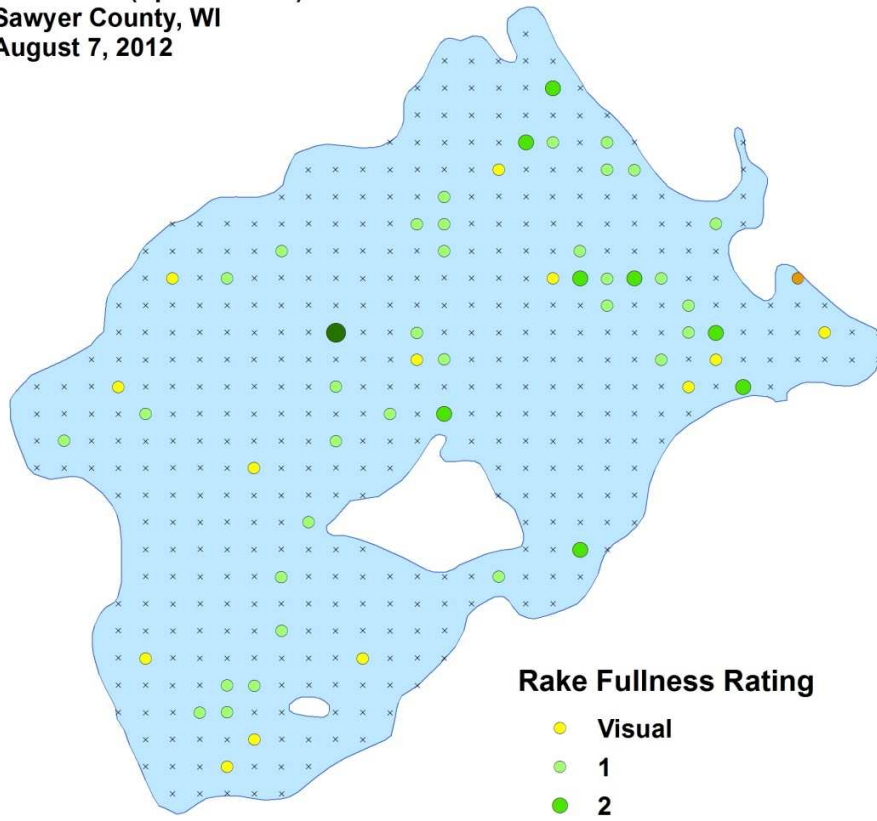 Sawyer County, WI
August 7, 2012
Rake Fullness Rating
Visual
1
2